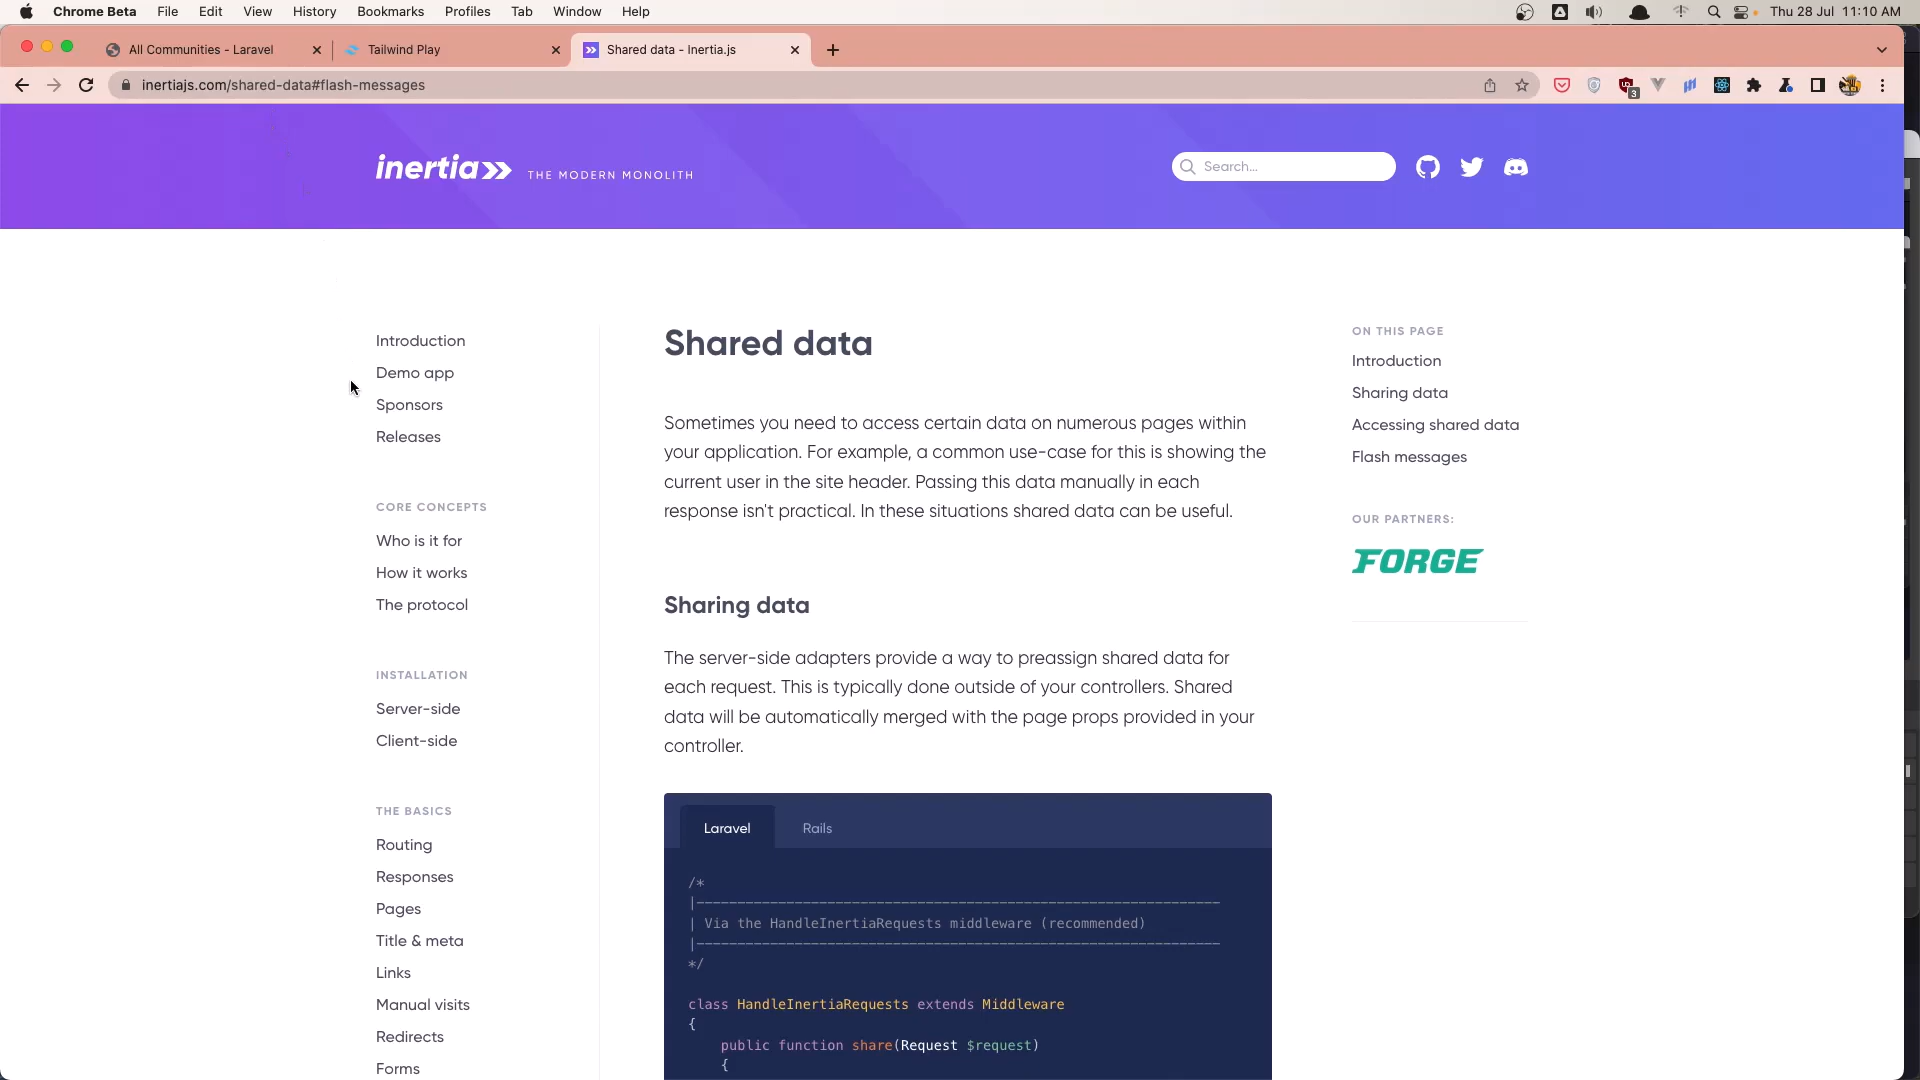 Chrome Beta File Edit View History Bookmarks Profiles Tab Window Help Thu 28 Jul 11:10 AM
All Communities - Laravel Tailwind Play Shared data - Inertia.js
inertiajs.com/shared-data#flash-messages 3
inertia THE MODERN MONOLITH Search...
Introduction
Demo app
Sponsors
Releases
CORE CONCEPTS
Who is it for
How it works
The protocol
INSTALLATION
Server-side
Client-side
THE BASICS
Routing
Responses
Pages
Title & meta
Links
Manual visits
Redirects
Forms
Shared data
Sometimes you need to access certain data on numerous pages within
your application. For example, a common use-case for this is showing the
current user in the site header. Passing this data manually in each
response isn't practical. In these situations shared data can be useful.
Sharing data
The server-side adapters provide a way to preassign shared data for
each request. This is typically done outside of your controllers. Shared
data will be automatically merged with the page props provided in your
controller.
Laravel Rails
/*
|----------------------------------------------------------------
| Via the HandleInertiaRequests middleware (recommended)
|----------------------------------------------------------------
*/
class HandleInertiaRequests extends Middleware
{
public function share(Request $request)
{
ON THIS PAGE
Introduction
Sharing data
Accessing shared data
Flash messages
OUR PARTNERS:
FORGE